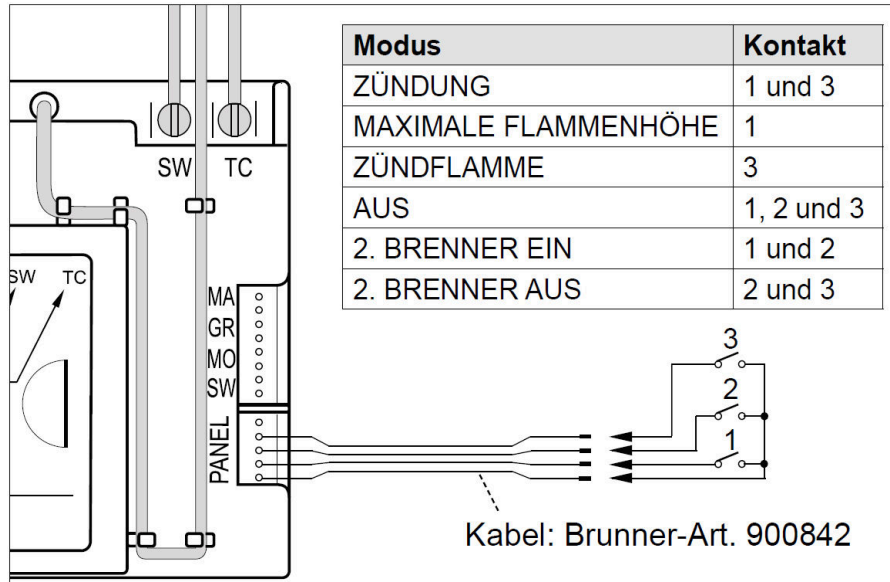 Modus Kontakt
ZÜNDUNG 1 und 3
MAXIMALE FLAMMENHÖHE 1
ZÜNDFLAMME 3
AUS 1, 2 und 3
2. BRENNER EIN 1 und 2
2. BRENNER AUS 2 und 3
SW TC
SW TC
MA
GR
MO
SW
PANEL
3
2
1
Kabel: Brunner-Art. 900842